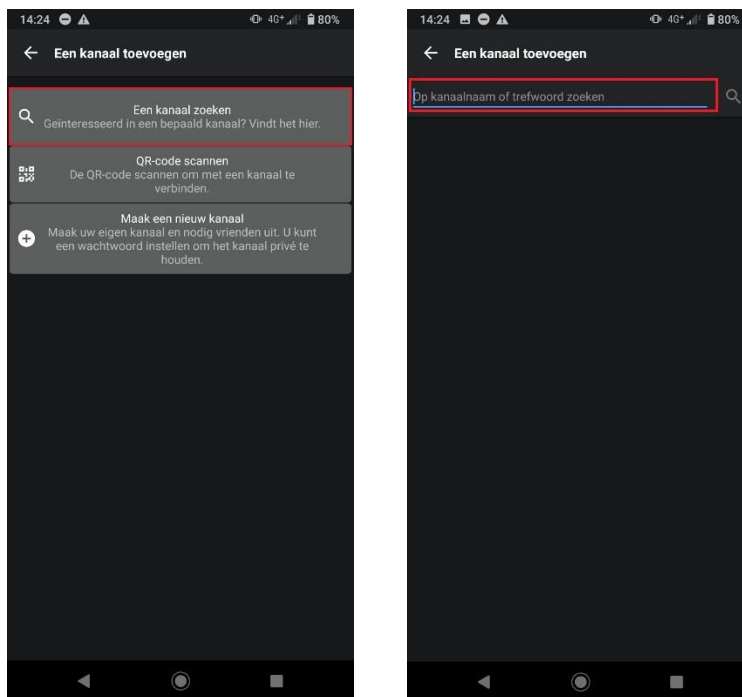 14:24 4G+ 80%
Een kanaal toevoegen
Een kanaal zoeken
Geïnteresseerd in een bepaald kanaal? Vindt het hier.
QR-code scannen
De QR-code scannen om met een kanaal te
verbinden.
Maak een nieuw kanaal
Maak uw eigen kanaal en nodig vrienden uit. U kunt
een wachtwoord instellen om het kanaal privé te
houden.
14:24 4G+ 80%
Een kanaal toevoegen
Op kanaalnaam of trefwoord zoeken